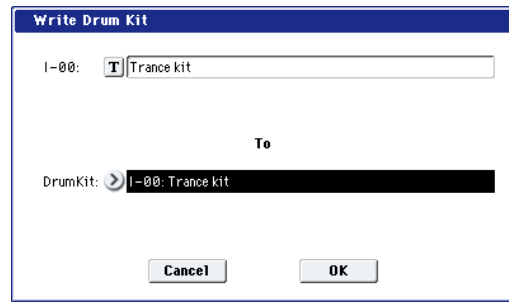 Write Drum Kit
I-00: T Trance kit
To
DrumKit: I-00: Trance kit
Cancel OK